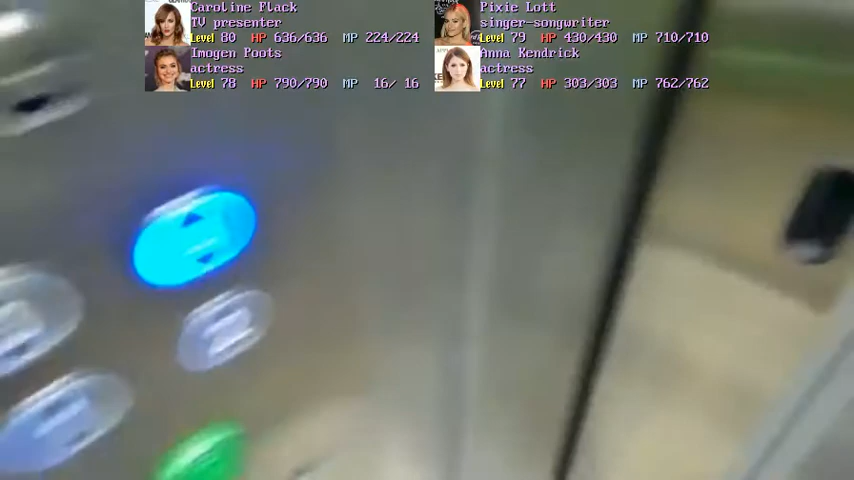 Caroline Flack
TV presenter
Level 80 HP 636/636 MP 224/224
Imogen Poots
actress
Level 78 HP 790/790 MP 16/ 16
Pixie Lott
singer-songwriter
Level 79 HP 430/430 MP 710/710
Anna Kendrick
actress
Level 77 HP 303/303 MP 762/762